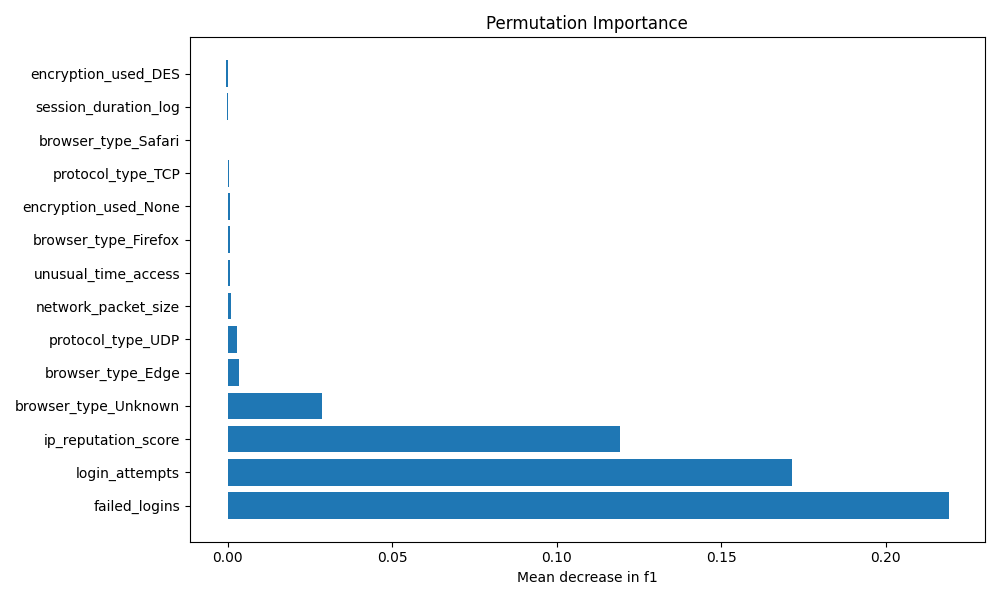 Permutation Importance
encryption_used_DES
session_duration_log
browser_type_Safari
protocol_type_TCP
encryption_used_None
browser_type_Firefox
unusual_time_access
network_packet_size
protocol_type_UDP
browser_type_Edge
browser_type_Unknown
ip_reputation_score
login_attempts
failed_logins
0.00 0.05 0.10 0.15 0.20
Mean decrease in f1